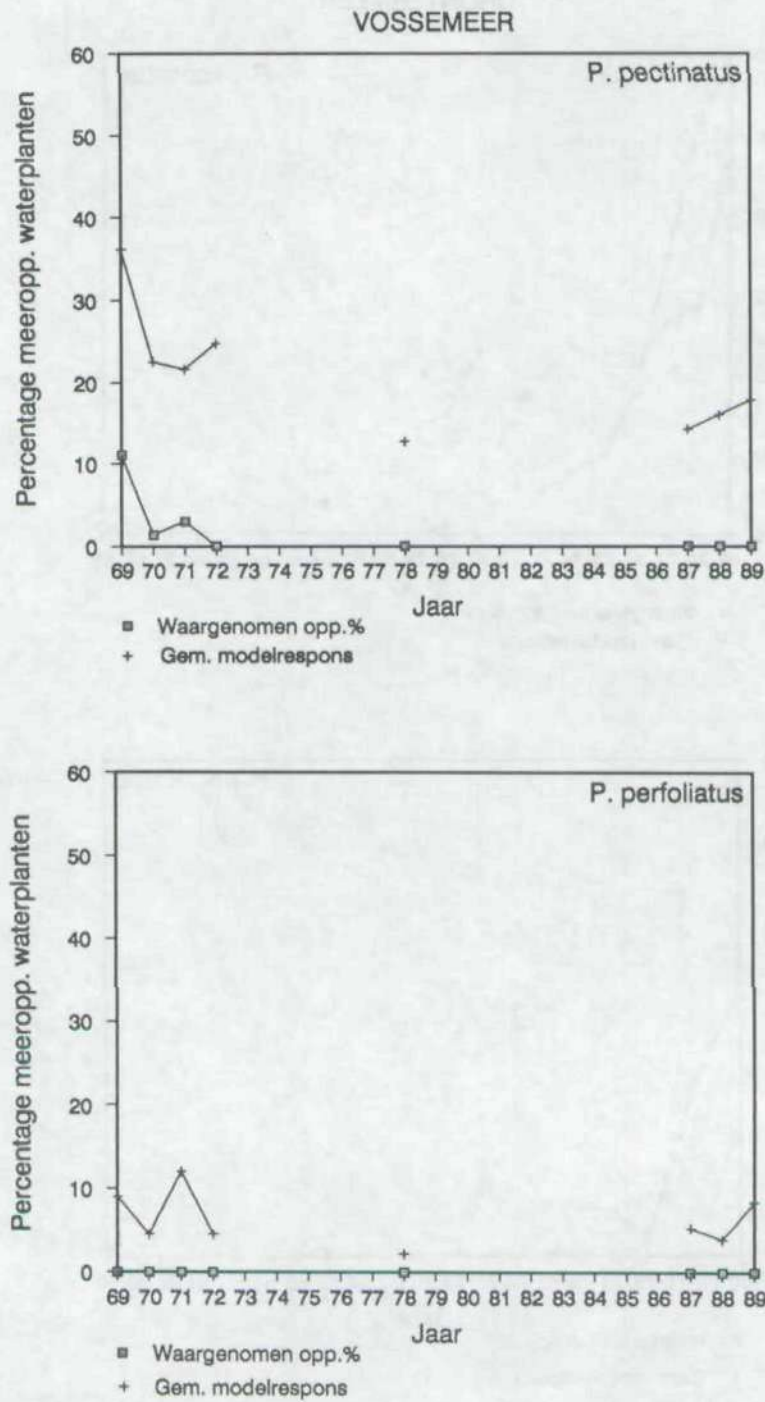 VOSSEMEER
P. pectinatus
Percentage meeropp. waterplanten
60
50
40
30
20
10
0
69 70 71 72 73 74 75 76 77 78 79 80 81 82 83 84 85 86 87 88 89
Jaar
Waargenomen opp.%
+ Gem. modelrespons
P. perfoliatus
Percentage meeropp. waterplanten
60
50
40
30
20
10
0
69 70 71 72 73 74 75 76 77 78 79 80 81 82 83 84 85 86 87 88 89
Jaar
Waargenomen opp.%
+ Gem. modelrespons